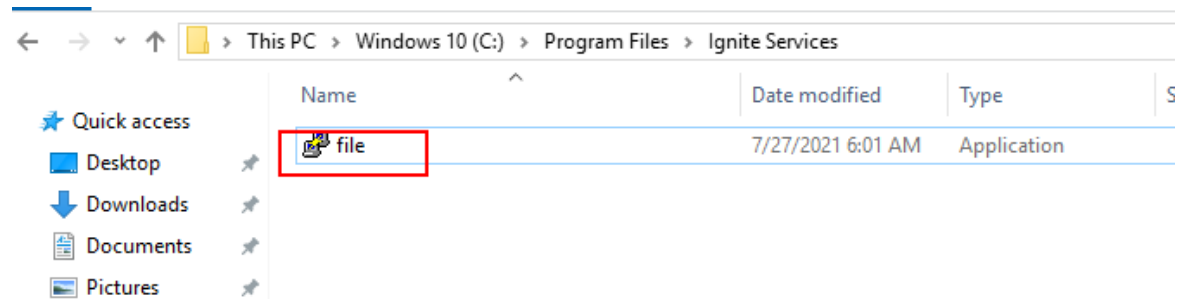 This PC > Windows 10 (C:) > Program Files > Ignite Services
Name Date modified Type S
Quick access
file 7/27/2021 6:01 AM Application
Desktop
Downloads
Documents
Pictures